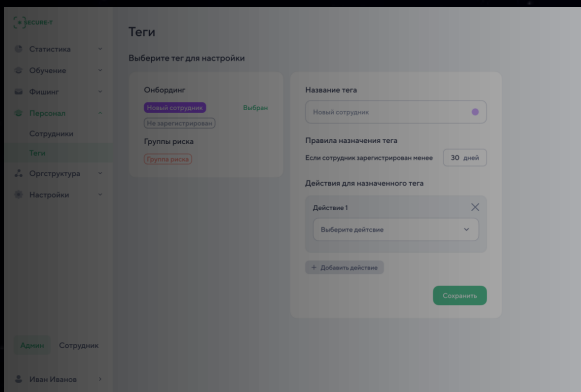 SECURE-T
Статистика
Обучение
Фишинг
Персонал
Сотрудники
Теги
Оргструктура
Настройки
Админ Сотрудник
Иван Иванов
Теги
Выберите тег для настройки
Онбординг
Новый сотрудник Выбран
Не зарегистрирован
Группы риска
Группа риска
Название тега
Новый сотрудник
Правила назначения тега
Если сотрудник зарегистрирован менее 30 дней
Действия для назначенного тега
Действие 1
Выберите дейтсвие
+ Добавить действие
Сохранить